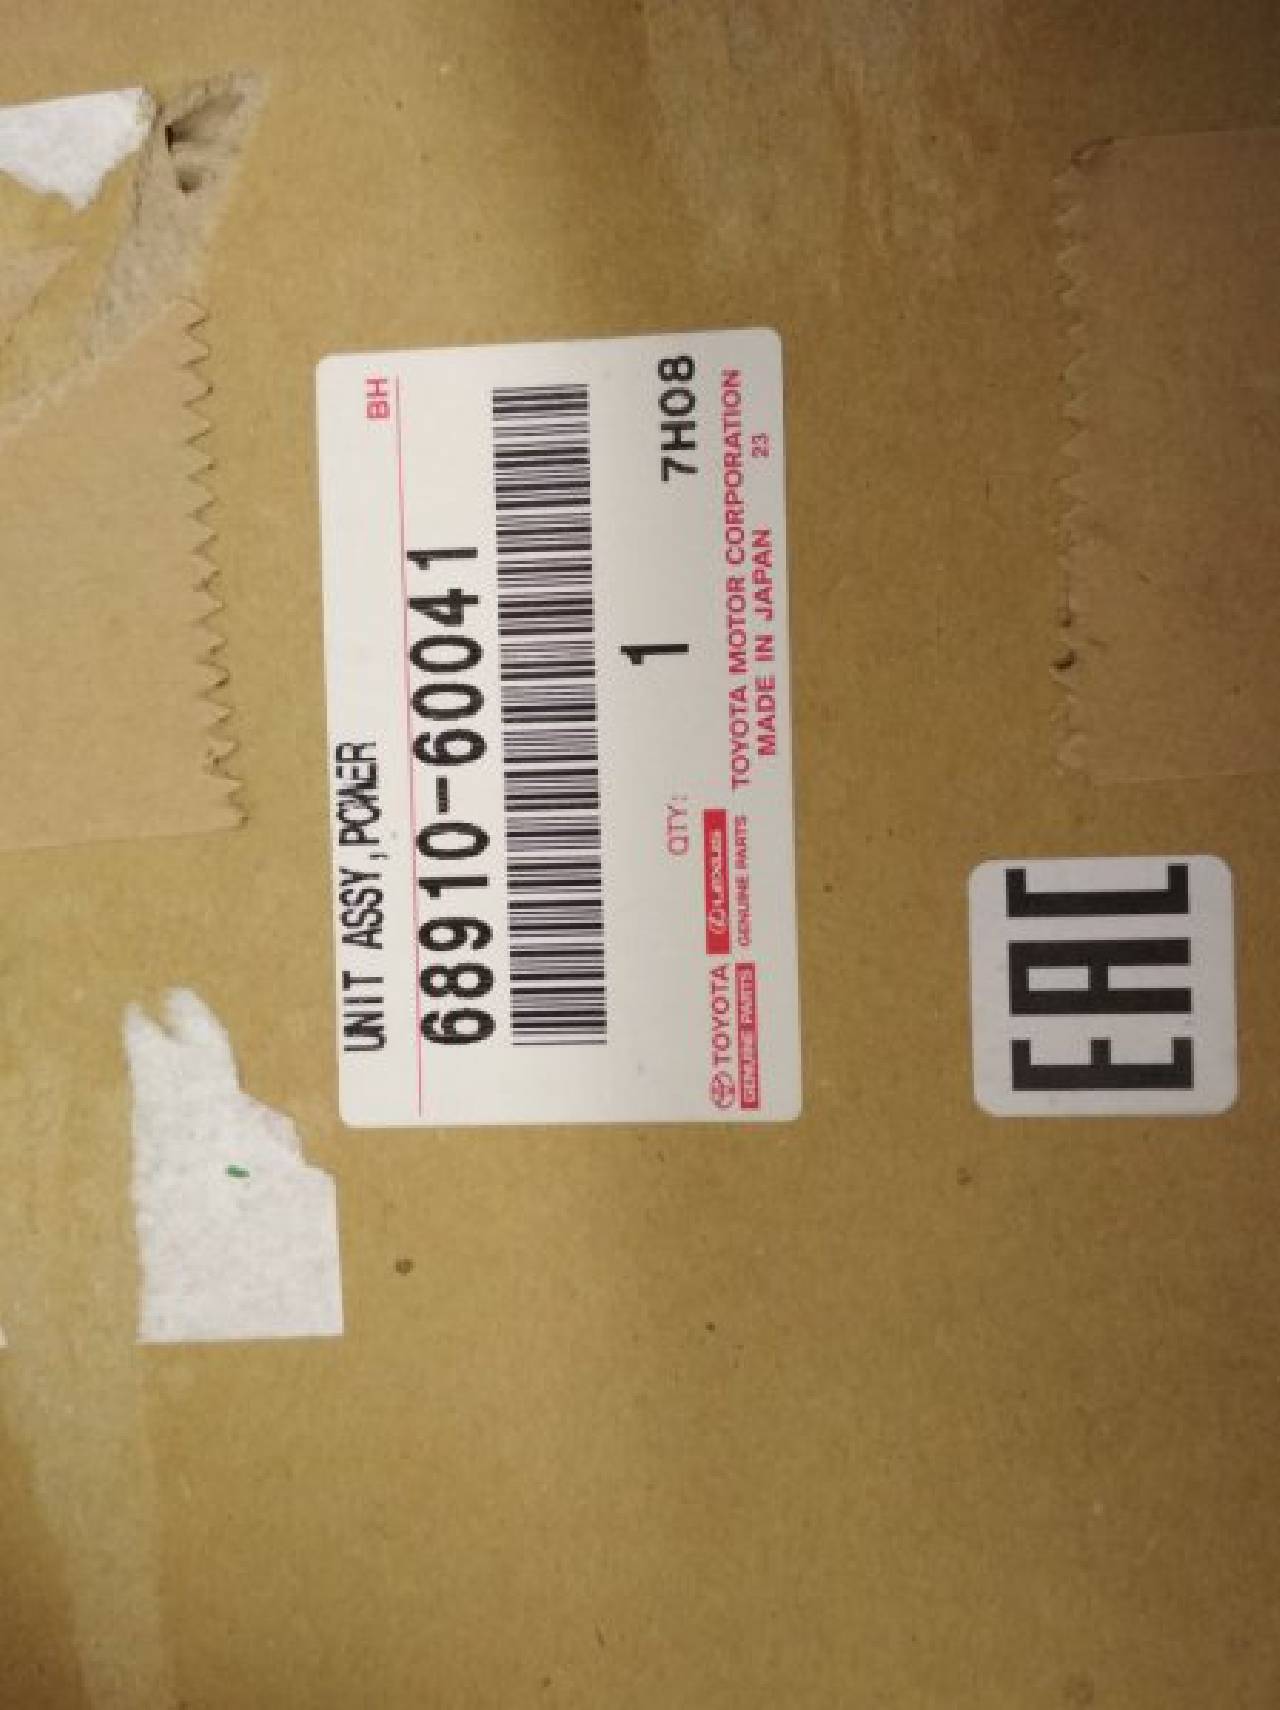 UNIT ASSY,POWER
BH
68910-60041
QTY: 1
7H08
TOYOTA LEXUS TOYOTA MOTOR CORPORATION
GENUINE PARTS GENUINE PARTS MADE IN JAPAN 23
EAC